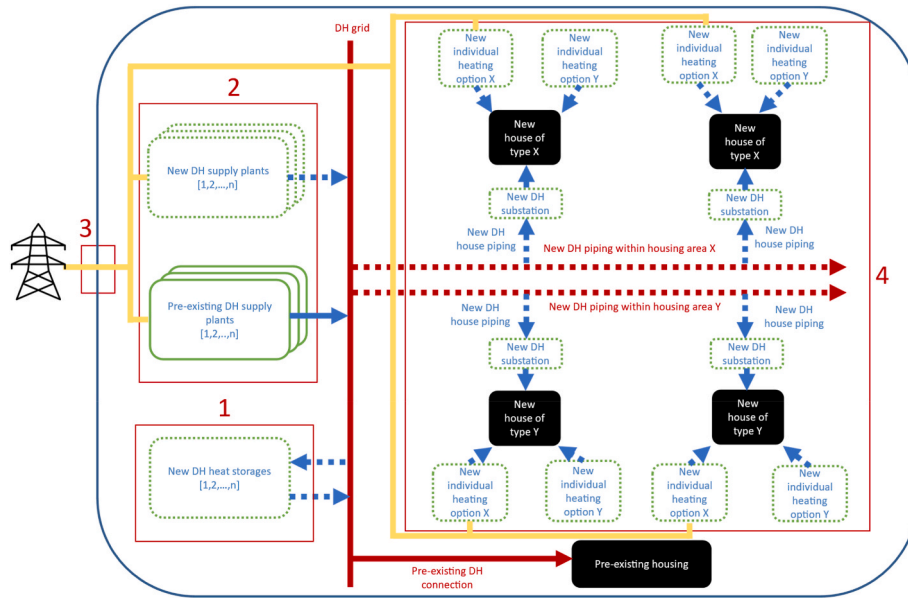 DH grid
New
individual
heating
option X
New
individual
heating
option Y
New
individual
heating
option X
New
individual
heating
option Y
2
New
house of
type X
New
house of
type X
New DH supply plants
[1,2,...,n]
New DH
substation
New DH
substation
3
New DH
house piping
New DH
house piping
New DH piping within housing area X
4
New DH piping within housing area Y
Pre-existing DH supply
plants
[1,2,..,n]
New DH
house piping
New DH
house piping
New DH
substation
New DH
substation
New
house of
type Y
New
house of
type Y
1
New DH heat storages
[1,2,...,n]
New
individual
heating
option X
New
individual
heating
option Y
New
individual
heating
option X
New
individual
heating
option Y
Pre-existing DH
connection
Pre-existing housing